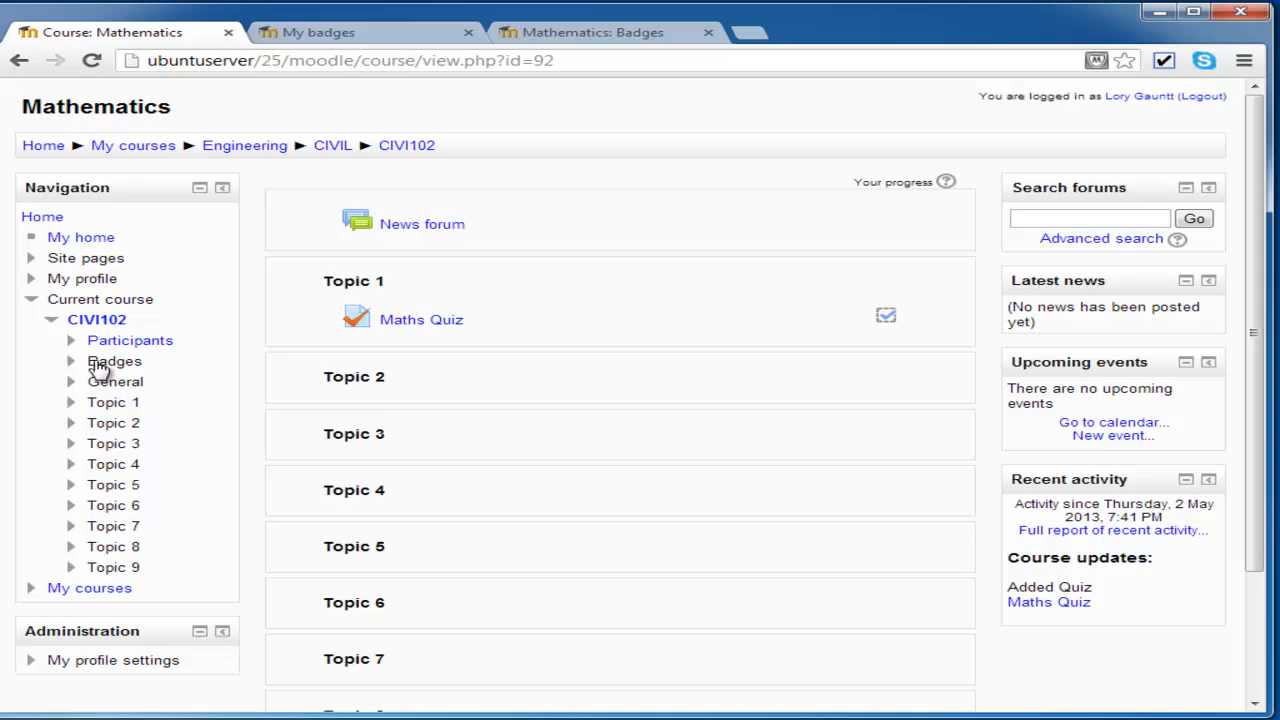 Course: Mathematics
My badges
Mathematics: Badges
ubuntuserver/25/moodle/course/view.php?id=92
Mathematics
You are logged in as Lory Gauntt (Logout)
Home ► My courses ► Engineering ► CIVIL ► CIVI102
Navigation
Home
My home
Site pages
My profile
Current course
CIVI102
Participants
Badges
General
Topic 1
Topic 2
Topic 3
Topic 4
Topic 5
Topic 6
Topic 7
Topic 8
Topic 9
My courses
Administration
My profile settings
Your progress
News forum
Topic 1
Maths Quiz
Topic 2
Topic 3
Topic 4
Topic 5
Topic 6
Topic 7
Search forums
Go
Advanced search
Latest news
(No news has been posted
yet)
Upcoming events
There are no upcoming
events
Go to calendar...
New event...
Recent activity
Activity since Thursday, 2 May
2013, 7:41 PM
Full report of recent activity...
Course updates:
Added Quiz
Maths Quiz